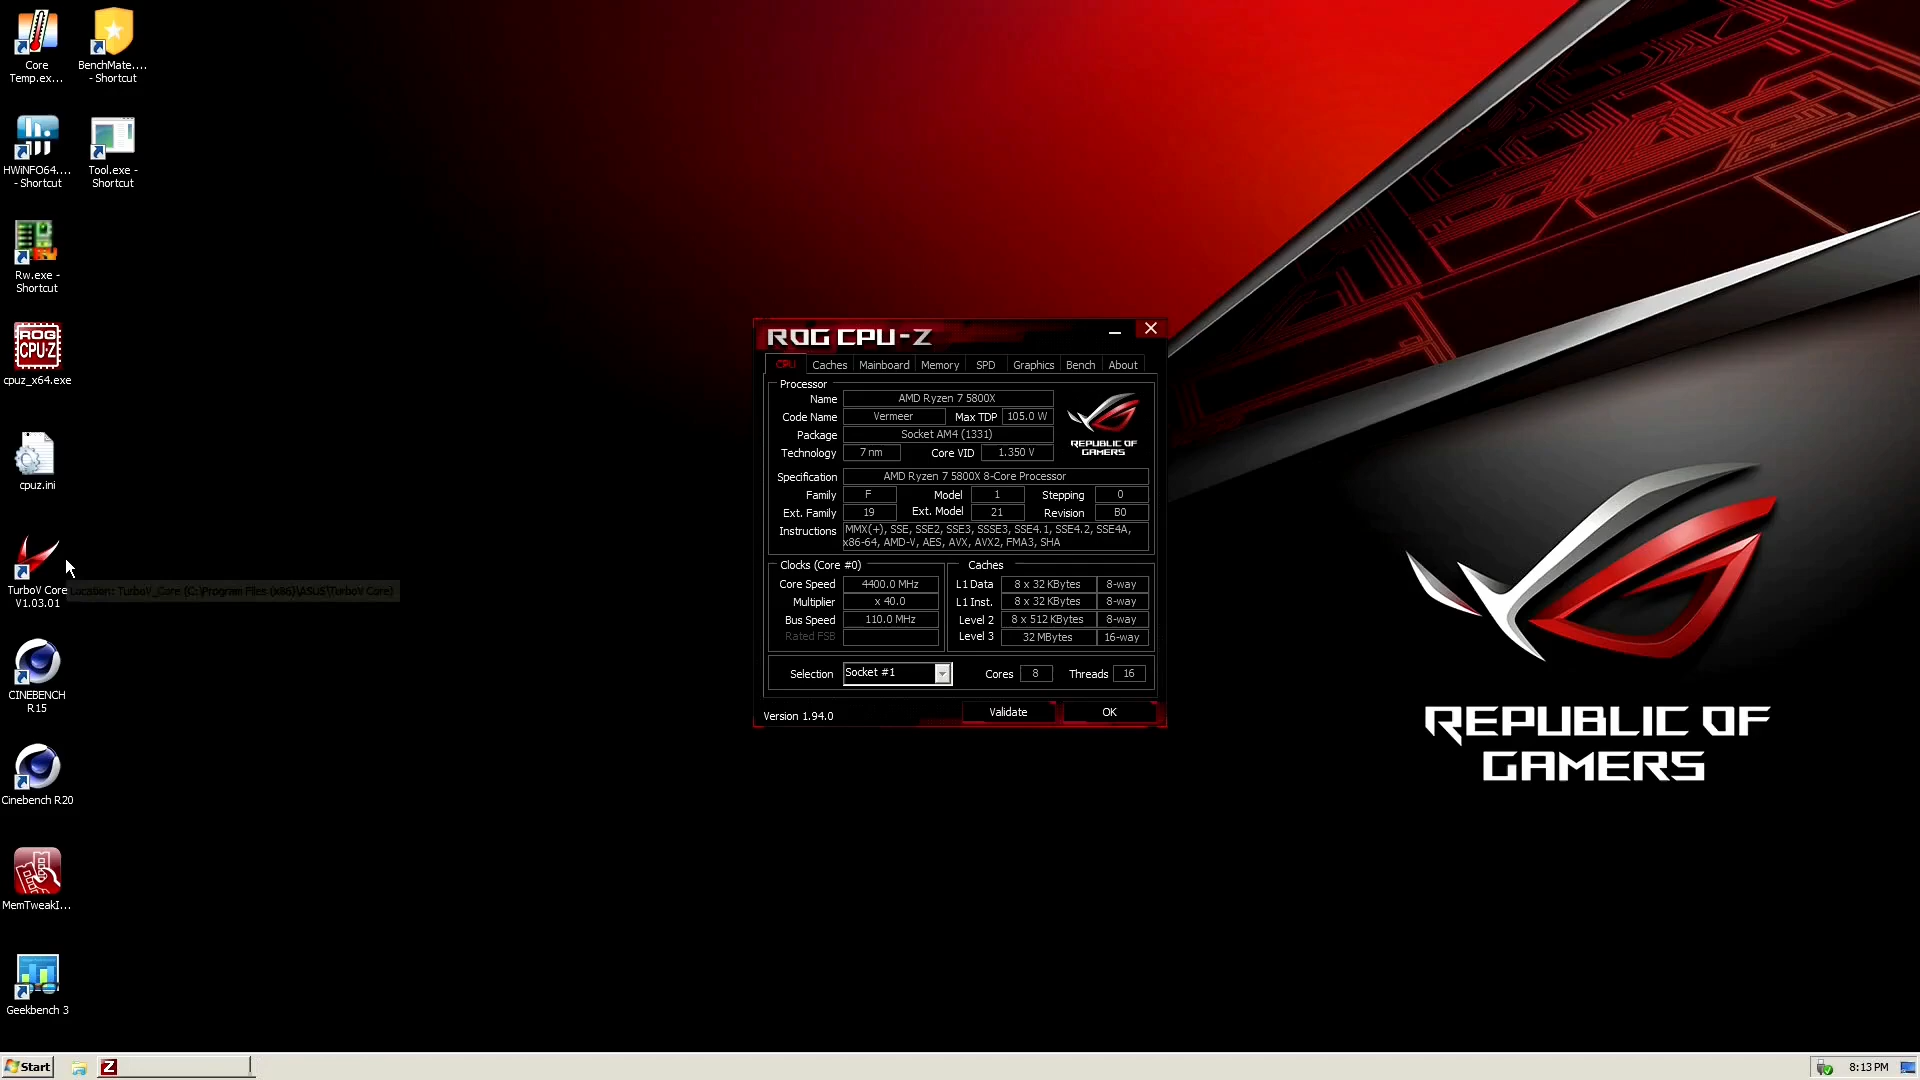 Core
Temp.ex...
BenchMate....
- Shortcut
HWiNFO64....
- Shortcut
Tool.exe -
Shortcut
Rw.exe -
Shortcut
ROG
CPU-Z
cpuz_x64.exe
cpuz.ini
TurboV Core
V1.03.01
Location: TurboV_Core (C:\Program Files (x86)\ASUS\TurboV Core)
CINEBENCH
R15
Cinebench R20
MemTweakI...
Geekbench 3
ROG CPU-Z
CPU Caches Mainboard Memory SPD Graphics Bench About
Processor
Name AMD Ryzen 7 5800X
Code Name Vermeer Max TDP 105.0 W
Package Socket AM4 (1331)
Technology 7 nm Core VID 1.350 V
REPUBLIC OF
GAMERS
Specification AMD Ryzen 7 5800X 8-Core Processor
Family F Model 1 Stepping 0
Ext. Family 19 Ext. Model 21 Revision B0
Instructions MMX(+), SSE, SSE2, SSE3, SSSE3, SSE4.1, SSE4.2, SSE4A,
x86-64, AMD-V, AES, AVX, AVX2, FMA3, SHA
Clocks (Core #0)
Core Speed 4400.0 MHz
Multiplier x 40.0
Bus Speed 110.0 MHz
Rated FSB
Caches
L1 Data 8 x 32 KBytes 8-way
L1 Inst. 8 x 32 KBytes 8-way
Level 2 8 x 512 KBytes 8-way
Level 3 32 MBytes 16-way
Selection Socket #1 Cores 8 Threads 16
Version 1.94.0 Validate OK
REPUBLIC OF
GAMERS
Start
Z
8:13 PM